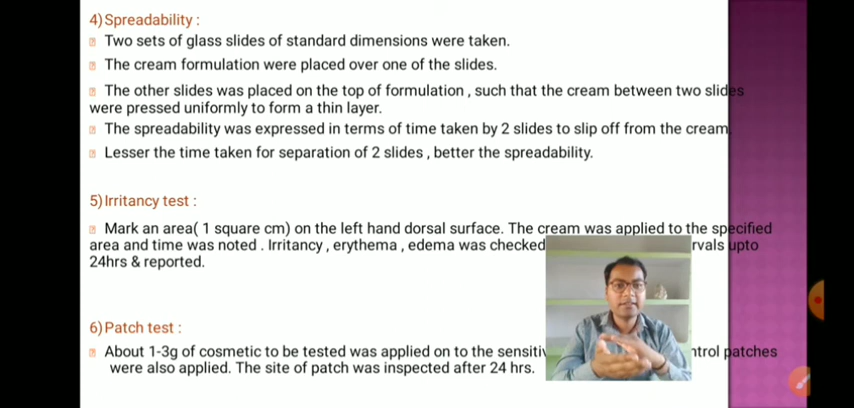 4)Spreadability :
Two sets of glass slides of standard dimensions were taken.
The cream formulation were placed over one of the slides.
The other slides was placed on the top of formulation , such that the cream between two slides
were pressed uniformly to form a thin layer.
The spreadability was expressed in terms of time taken by 2 slides to slip off from the cream.
Lesser the time taken for separation of 2 slides , better the spreadability.
5)Irritancy test :
Mark an area( 1 square cm) on the left hand dorsal surface. The cream was applied to the specified
area and time was noted . Irritancy , erythema , edema was checked upto
24hrs & reported.
6)Patch test :
About 1-3g of cosmetic to be tested was applied on to the patches
were also applied. The site of patch was inspected after 24 hrs.